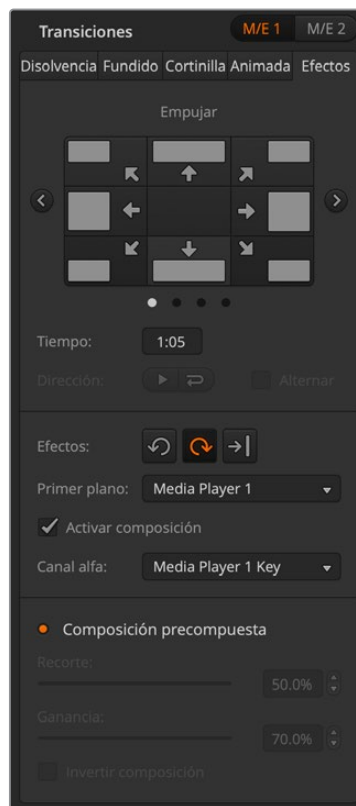 Transiciones M/E 1 M/E 2
Disolvencia Fundido Cortinilla Animada Efectos
Empujar
Tiempo: 1:05
Dirección: Alternar
Efectos:
Primer plano: Media Player 1
Activar composición
Canal alfa: Media Player 1 Key
Composición precompuesta
Recorte:
50.0%
Ganancia:
70.0%
Invertir composición